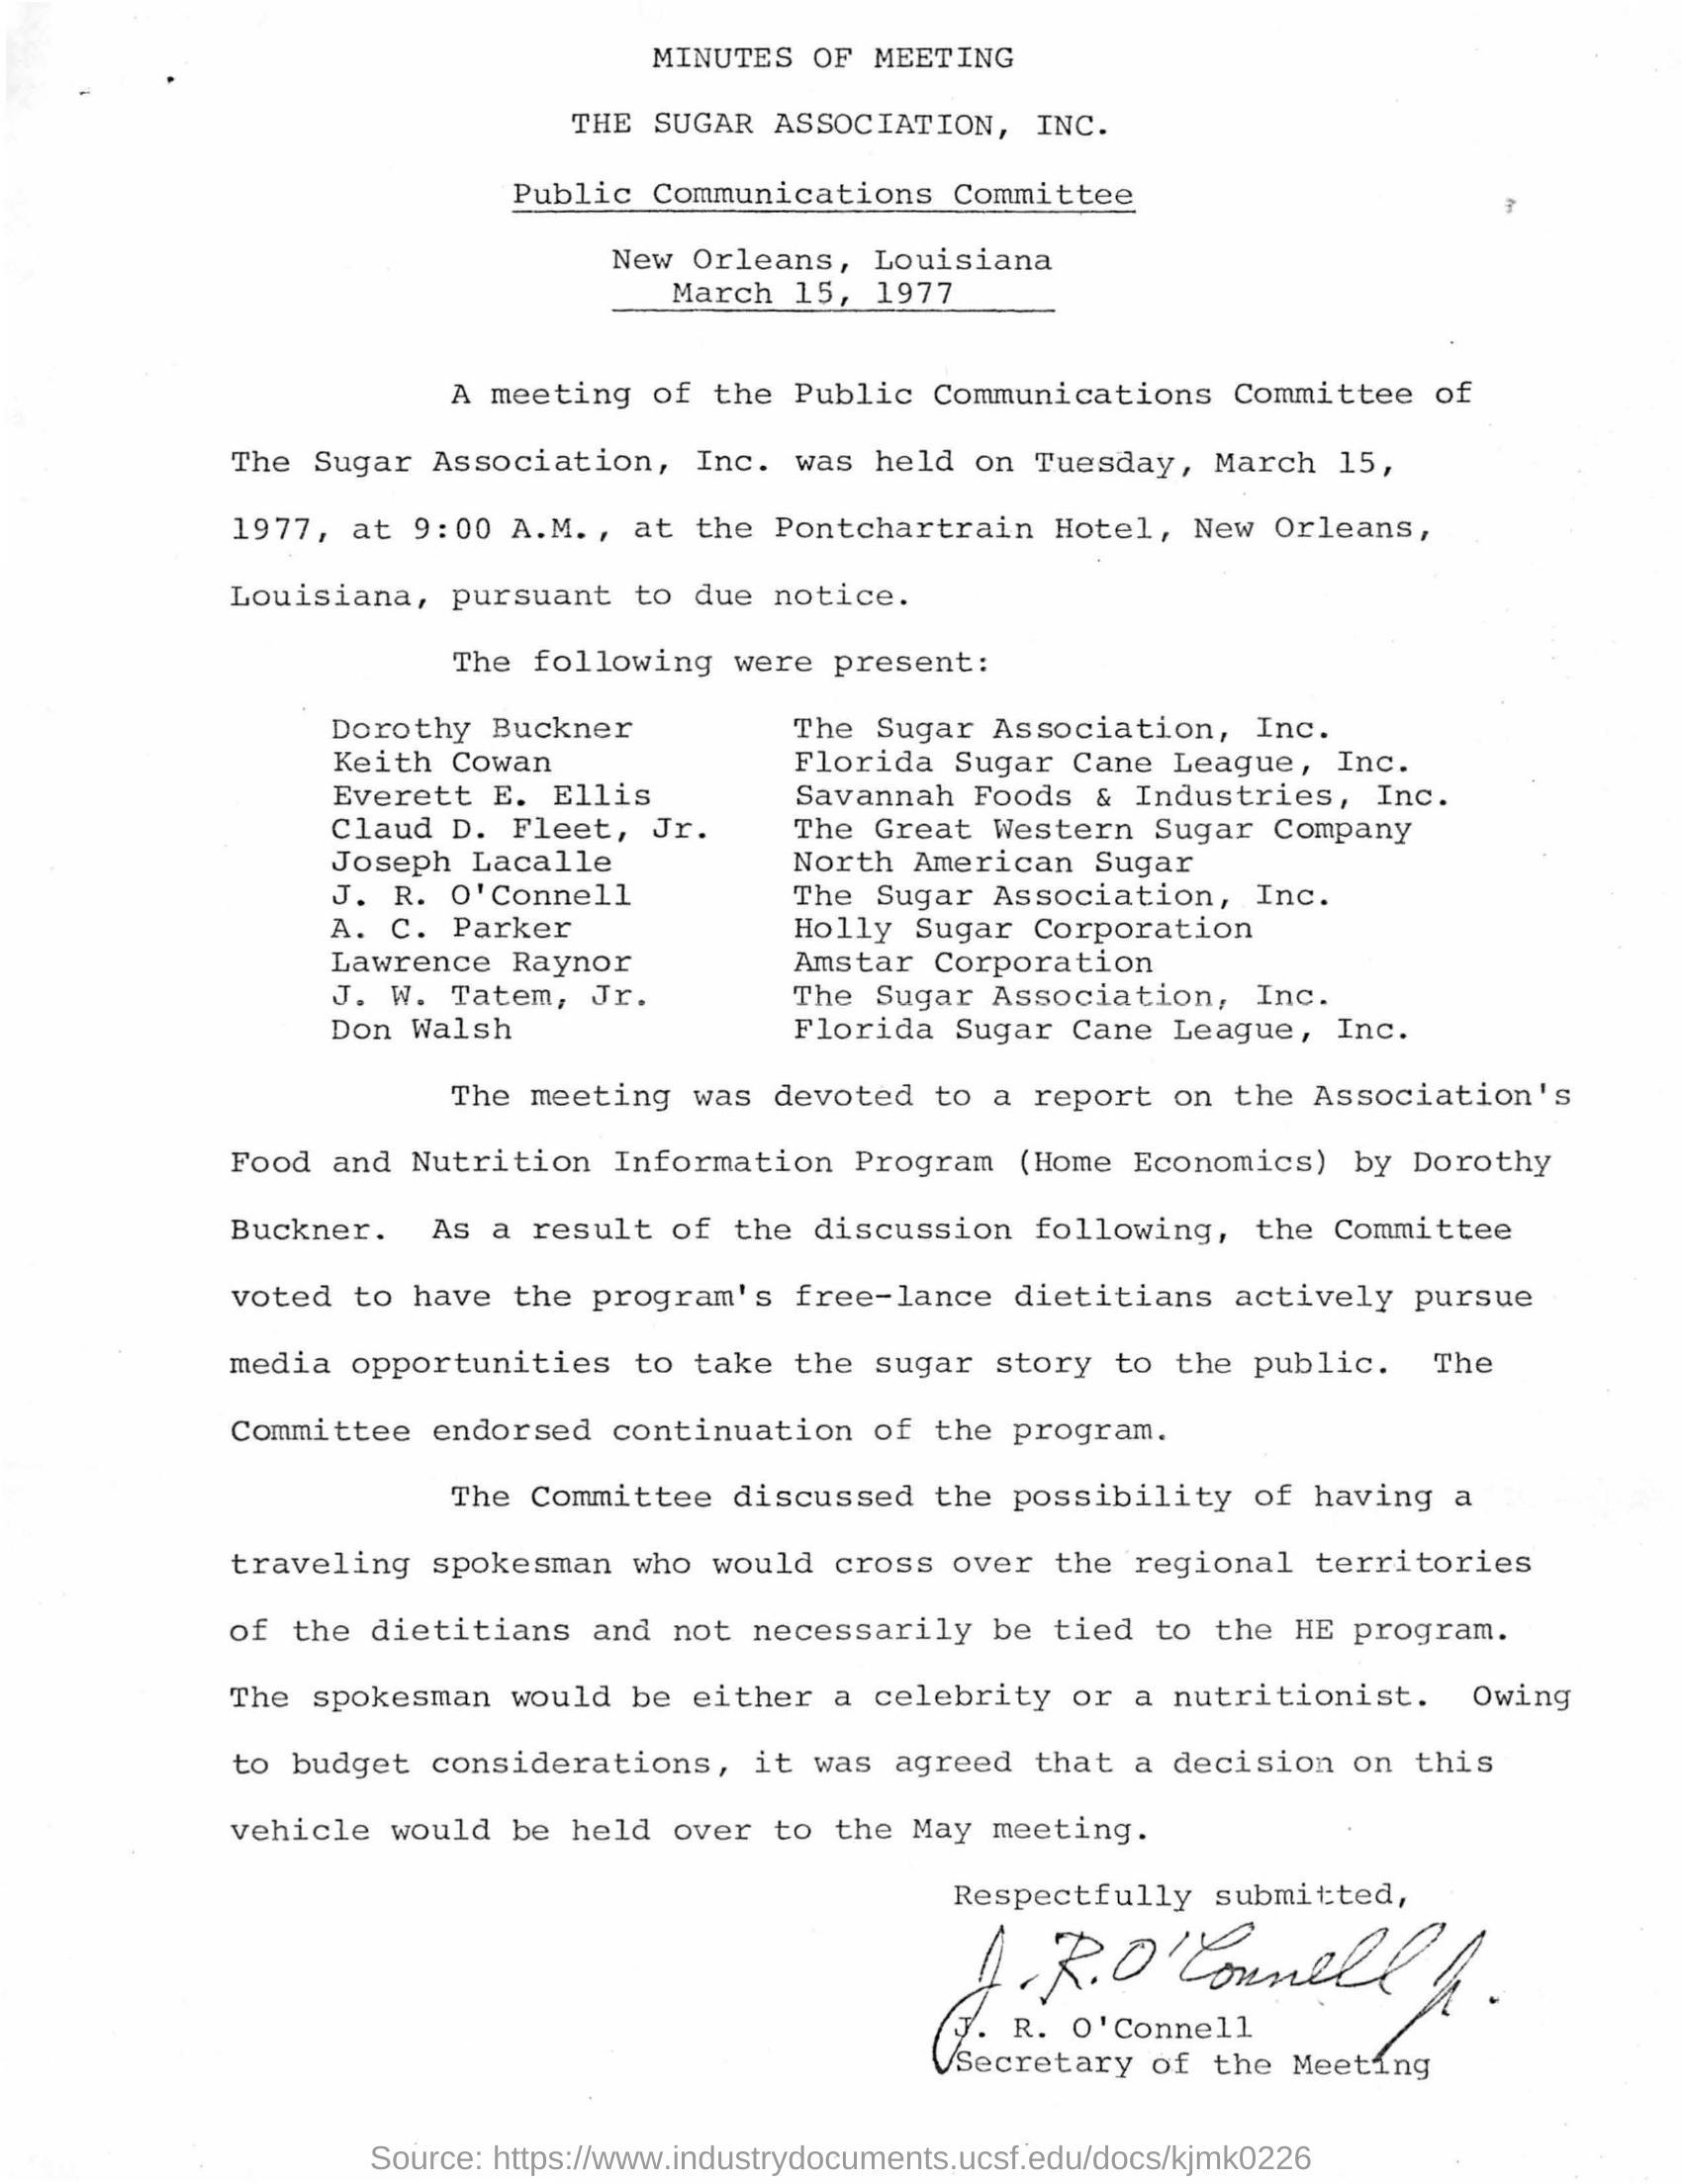 MINUTES OF MEETING
THE SUGAR ASSOCIATION, INC.
Public Communications Committee
New Orleans, Louisiana
March 15, 1977
A meeting of the Public Communications Committee of
The Sugar Association, Inc. was held on Tuesday, March 15,
1977, at 9:00 A.M., at the Pontchartrain Hotel, New Orleans,
Louisiana, pursuant to due notice.
The following were present:
Dorothy Buckner The Sugar Association, Inc.
Keith Cowan Florida Sugar Cane League, Inc.
Everett E. Ellis Savannah Foods & Industries, Inc.
Claud D. Fleet, Jr. The Great Western Sugar Company
Joseph Lacalle North American Sugar
J. R. O'Connell The Sugar Association, Inc.
A. C. Parker Holly Sugar Corporation
Lawrence Raynor Amstar Corporation
J. W. Tatem, Jr. The Sugar Association, Inc.
Don Walsh Florida Sugar Cane League, Inc.
The meeting was devoted to a report on the Association's
Food and Nutrition Information Program (Home Economics) by Dorothy
Buckner. As a result of the discussion following, the Committee
voted to have the program's free-lance dietitians actively pursue
media opportunities to take the sugar story to the public. The
Committee endorsed continuation of the program.
The Committee discussed the possibility of having a
traveling spokesman who would cross over the regional territories
of the dietitians and not necessarily be tied to the HE program.
The spokesman would be either a celebrity or a nutritionist. Owing
to budget considerations, it was agreed that a decision on this
vehicle would be held over to the May meeting.
Respectfully submitted,
J. R. O'Connell Jr.
J. R. O'Connell
Secretary of the Meeting
Source: https://www.industrydocuments.ucsf.edu/docs/kjmk0226